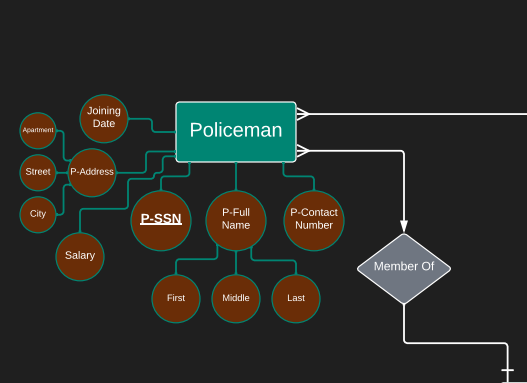 Joining
Date
Policeman
Apartment
Street
P-Address
City
P-SSN
P-Full
Name
P-Contact
Number
Salary
Member Of
First
Middle
Last